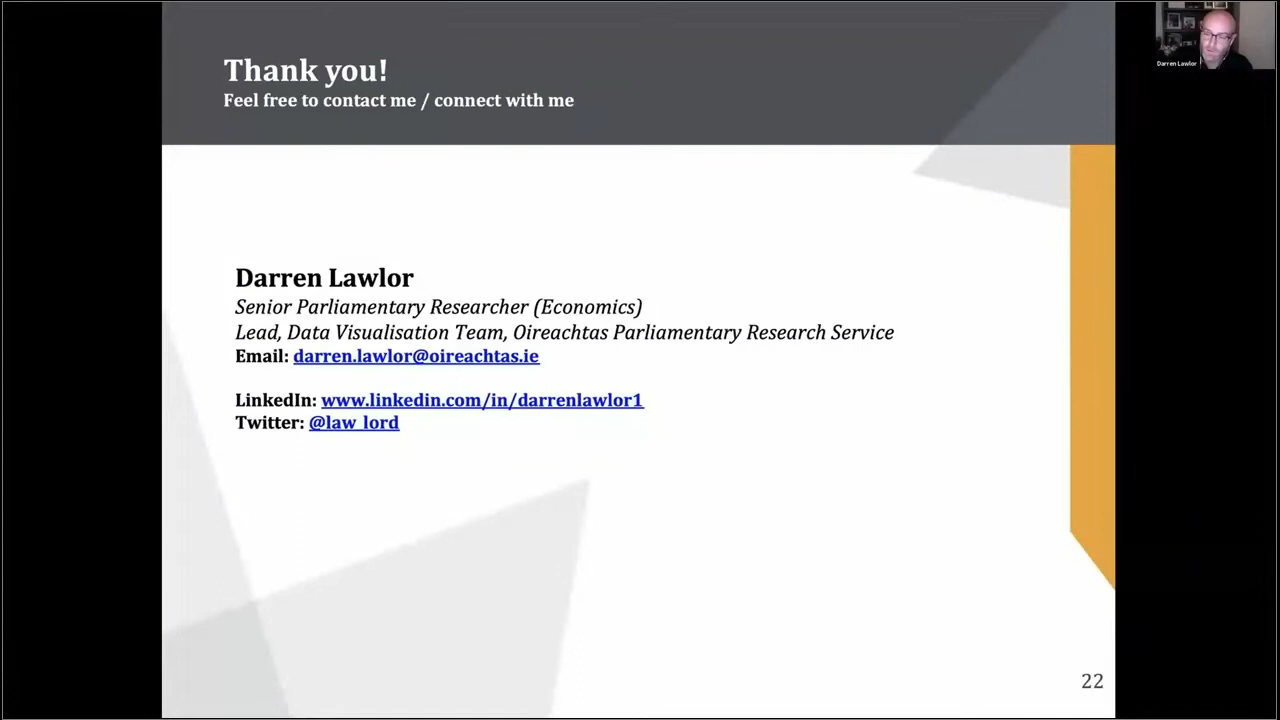 Thank you!
Feel free to contact me / connect with me
Darren Lawlor
Darren Lawlor
Senior Parliamentary Researcher (Economics)
Lead, Data Visualisation Team, Oireachtas Parliamentary Research Service
Email: darren.lawlor@oireachtas.ie
LinkedIn: www.linkedin.com/in/darrenlawlor1
Twitter: @law_lord
22